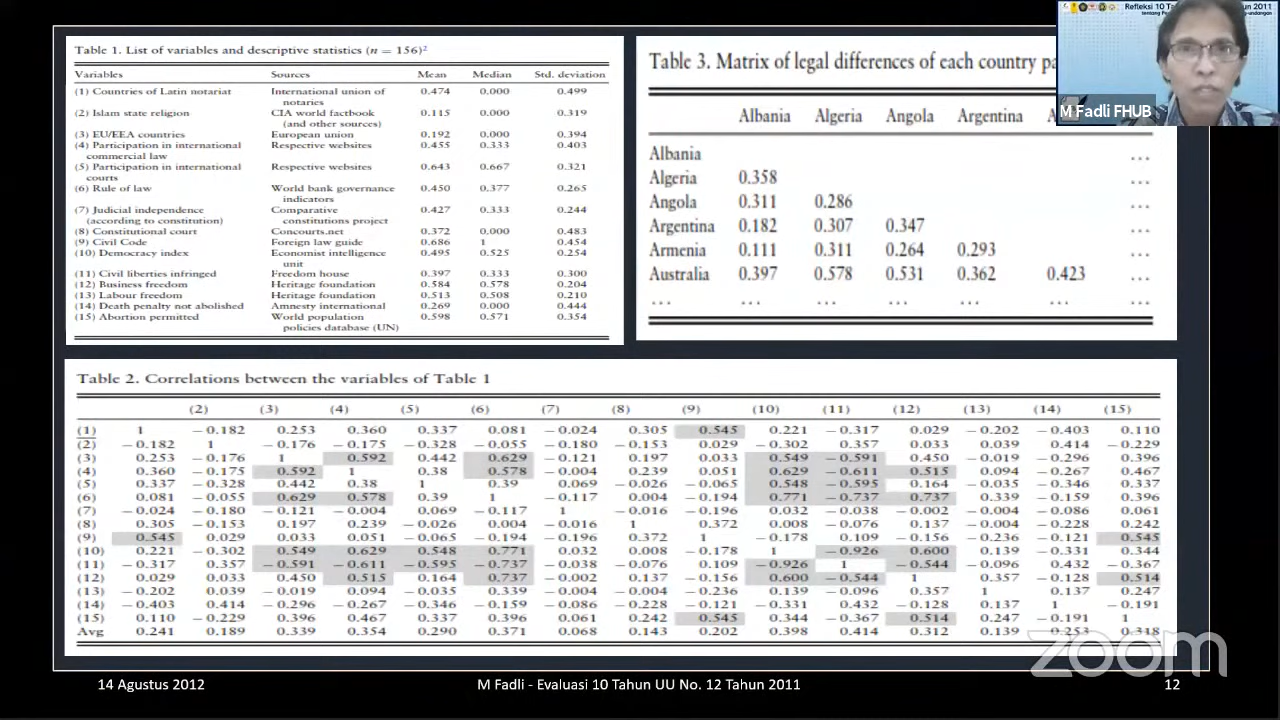 Table 1. List of variables and descriptive statistics (n = 156)²
Variables Sources Mean Median Std. deviation
(1) Countries of Latin notariat International union of notaries 0.474 0.000 0.499
(2) Islam state religion CIA world factbook (and other sources) 0.115 0.000 0.319
(3) EU/EEA countries European union 0.192 0.000 0.394
(4) Participation in international commercial law Respective websites 0.455 0.333 0.403
(5) Participation in international courts Respective websites 0.643 0.667 0.321
(6) Rule of law World bank governance indicators 0.450 0.377 0.265
(7) Judicial independence (according to constitution) Comparative constitutions project 0.427 0.333 0.244
(8) Constitutional court Concourts.net 0.372 0.000 0.483
(9) Civil Code Foreign law guide 0.686 1 0.454
(10) Democracy index Economist intelligence unit 0.495 0.525 0.254
(11) Civil liberties infringed Freedom house 0.397 0.333 0.300
(12) Business freedom Heritage foundation 0.584 0.578 0.204
(13) Labour freedom Heritage foundation 0.513 0.508 0.210
(14) Death penalty not abolished Amnesty international 0.269 0.000 0.444
(15) Abortion permitted World population policies database (UN) 0.598 0.571 0.354
Table 3. Matrix of legal differences of each country pa
Albania Algeria Angola Argentina A
Albania ...
Algeria 0.358 ...
Angola 0.311 0.286 ...
Argentina 0.182 0.307 0.347 ...
Armenia 0.111 0.311 0.264 0.293 ...
Australia 0.397 0.578 0.531 0.362 0.423 ...
... ... ... ... ... ... ...
Refleksi 10 Ta hun 2011
M Fadli FHUB
Table 2. Correlations between the variables of Table 1
(2) (3) (4) (5) (6) (7) (8) (9) (10) (11) (12) (13) (14) (15)
(1) 1 −0.182 0.253 0.360 0.337 0.081 −0.024 0.305 0.545 0.221 −0.317 0.029 −0.202 −0.403 0.110
(2) −0.182 1 −0.176 −0.175 −0.328 −0.055 −0.180 −0.153 0.029 −0.302 0.357 0.033 0.039 0.414 −0.229
(3) 0.253 −0.176 1 0.592 0.442 0.629 −0.121 0.197 0.033 0.549 −0.591 0.450 −0.019 −0.296 0.396
(4) 0.360 −0.175 0.592 1 0.38 0.578 −0.004 0.239 0.051 0.629 −0.611 0.515 0.094 −0.267 0.467
(5) 0.337 −0.328 0.442 0.38 1 0.39 0.069 −0.026 −0.065 0.548 −0.595 0.164 −0.035 −0.346 0.337
(6) 0.081 −0.055 0.629 0.578 0.39 1 −0.117 0.004 −0.194 0.771 −0.737 0.737 0.339 −0.159 0.396
(7) −0.024 −0.180 −0.121 −0.004 0.069 −0.117 1 −0.016 −0.196 0.032 −0.038 −0.002 −0.004 −0.086 0.061
(8) 0.305 −0.153 0.197 0.239 −0.026 0.004 −0.016 1 0.372 0.008 −0.076 0.137 −0.004 −0.228 0.242
(9) 0.545 0.029 0.033 0.051 −0.065 −0.194 −0.196 0.372 1 −0.178 0.109 −0.156 −0.236 −0.121 0.545
(10) 0.221 −0.302 0.549 0.629 0.548 0.771 0.032 0.008 −0.178 1 −0.926 0.600 0.139 −0.331 0.344
(11) −0.317 0.357 −0.591 −0.611 −0.595 −0.737 −0.038 −0.076 0.109 −0.926 1 −0.544 −0.096 0.432 −0.367
(12) 0.029 0.033 0.450 0.515 0.164 0.737 −0.002 0.137 −0.156 0.600 −0.544 1 0.357 −0.128 0.514
(13) −0.202 0.039 −0.019 0.094 −0.035 0.339 −0.004 −0.004 −0.236 0.139 −0.096 0.357 1 0.137 0.247
(14) −0.403 0.414 −0.296 −0.267 −0.346 −0.159 −0.086 −0.228 −0.121 −0.331 0.432 −0.128 0.137 1 −0.191
(15) 0.110 −0.229 0.396 0.467 0.337 0.396 0.061 0.242 0.545 0.344 −0.367 0.514 0.247 −0.191 1
Avg 0.241 0.189 0.339 0.354 0.290 0.371 0.068 0.143 0.202 0.398 0.414 0.312 0.139 0.253 0.318
zoom
14 Agustus 2012 M Fadli - Evaluasi 10 Tahun UU No. 12 Tahun 2011 12